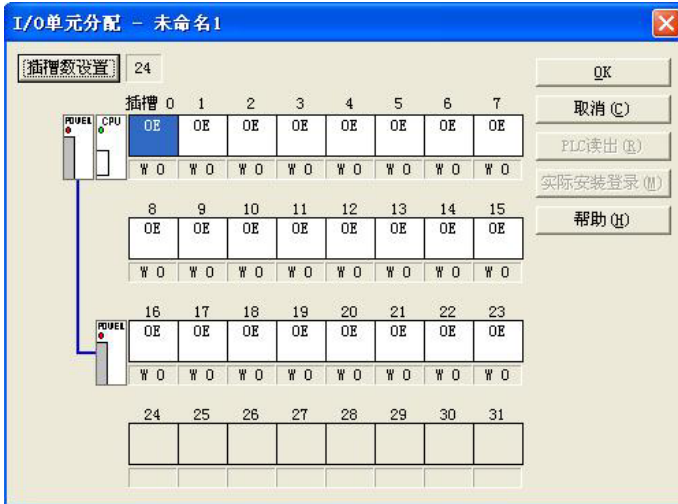 I/O单元分配 - 未命名1
插槽数设置 24
OK
插槽 0 1 2 3 4 5 6 7
取消(C)
POWER CPU 0E 0E 0E 0E 0E 0E 0E 0E
PLC读出(R)
W 0 W 0 W 0 W 0 W 0 W 0 W 0 W 0
实际安装登录(M)
8 9 10 11 12 13 14 15
帮助(H)
0E 0E 0E 0E 0E 0E 0E 0E
W 0 W 0 W 0 W 0 W 0 W 0 W 0 W 0
16 17 18 19 20 21 22 23
POWER 0E 0E 0E 0E 0E 0E 0E 0E
W 0 W 0 W 0 W 0 W 0 W 0 W 0 W 0
24 25 26 27 28 29 30 31